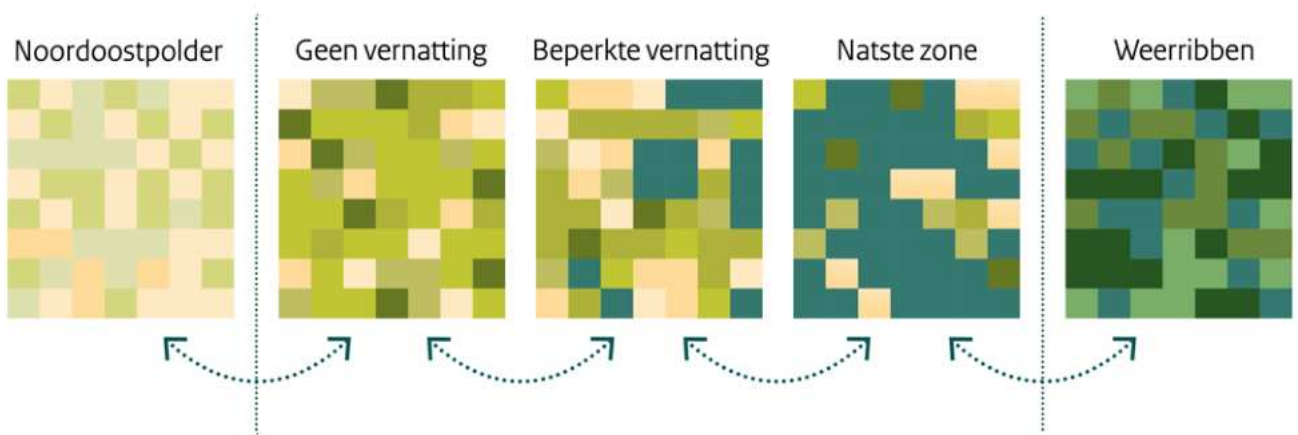 Noordoostpolder
Geen vernatting
Beperkte vernatting
Natste zone
Weerribben